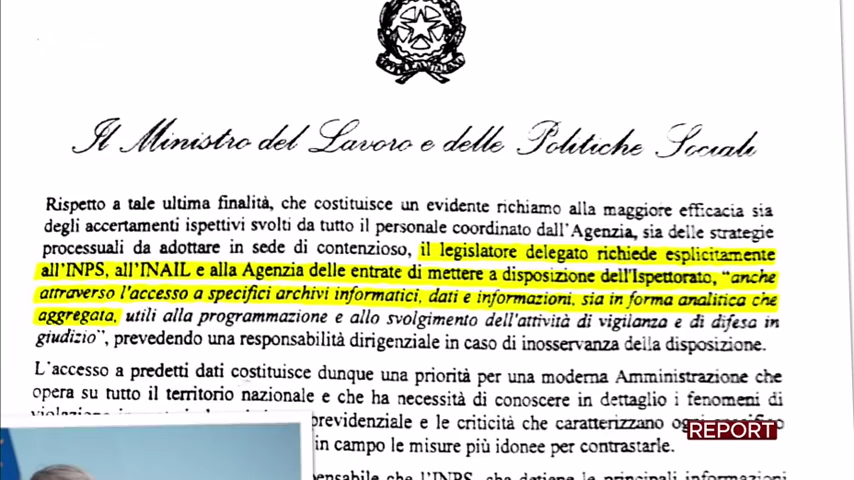 Il Ministro del Lavoro e delle Politiche Sociali
Rispetto a tale ultima finalità, che costituisce un evidente richiamo alla maggiore efficacia sia
degli accertamenti ispettivi svolti da tutto il personale coordinato dall'Agenzia, sia delle strategie
processuali da adottare in sede di contenzioso, il legislatore delegato richiede esplicitamente
all'INPS, all'INAIL e alla Agenzia delle entrate di mettere a disposizione dell'Ispettorato, "anche
attraverso l'accesso a specifici archivi informatici, dati e informazioni, sia in forma analitica che
aggregata, utili alla programmazione e allo svolgimento dell'attività di vigilanza e di difesa in
giudizio", prevedendo una responsabilità dirigenziale in caso di inosservanza della disposizione.
L'accesso a predetti dati costituisce dunque una priorità per una moderna Amministrazione che
opera su tutto il territorio nazionale e che ha necessità di conoscere in dettaglio i fenomeni di
previdenziale e le criticità che caratterizzano
in campo le misure più idonee per contrastarle.
che l'INPS, che detiene le principali informazioni
REPORT